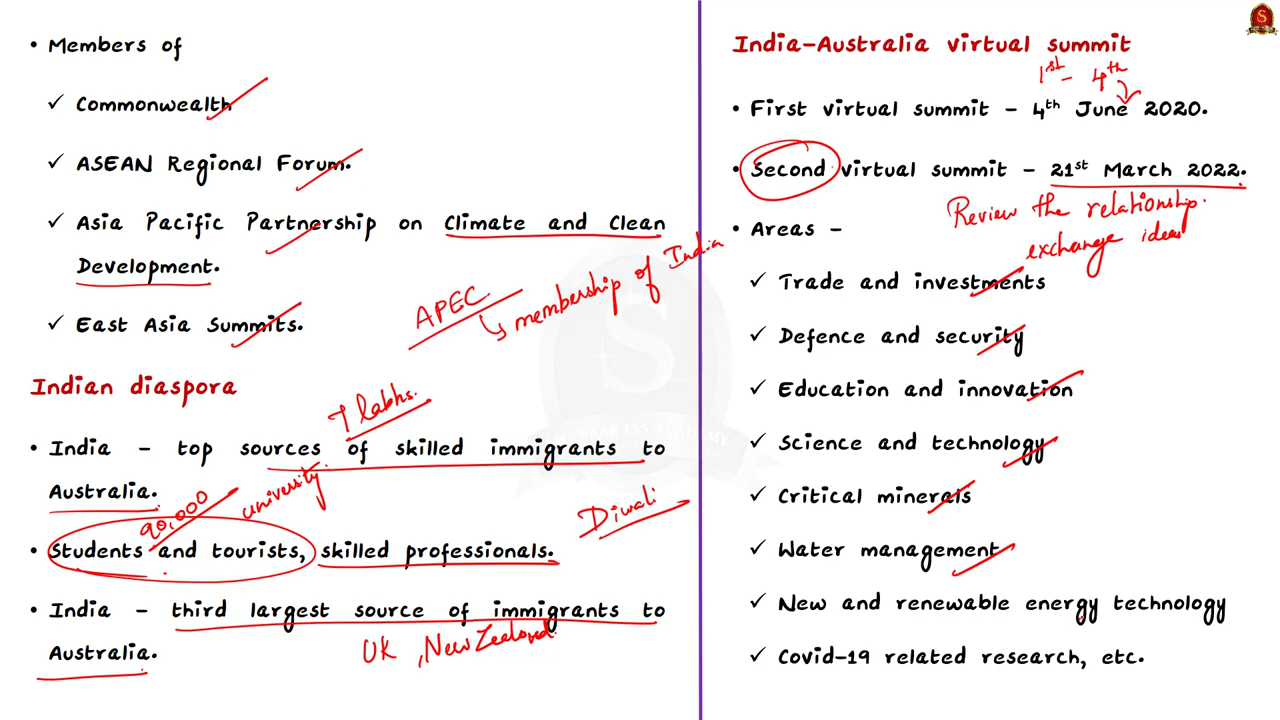 • Members of
✓ Commonwealth
✓ ASEAN Regional Forum.
✓ Asia Pacific Partnership on Climate and Clean
Development.
APEC
↳ membership of India
✓ East Asia Summits.
Indian diaspora
7 lakhs.
• India – top sources of skilled immigrants to
Australia.
90,000 university
Diwali
• Students and tourists, skilled professionals.
• India – third largest source of immigrants to
Australia.
UK, New Zealand
India-Australia virtual summit
1st – 4th
• First virtual summit – 4th June 2020.
• Second virtual summit – 21st March 2022.
Review the relationship.
exchange ideas
• Areas –
✓ Trade and investments
✓ Defence and security
✓ Education and innovation
✓ Science and technology
✓ Critical minerals
✓ Water management
✓ New and renewable energy technology
✓ Covid-19 related research, etc.